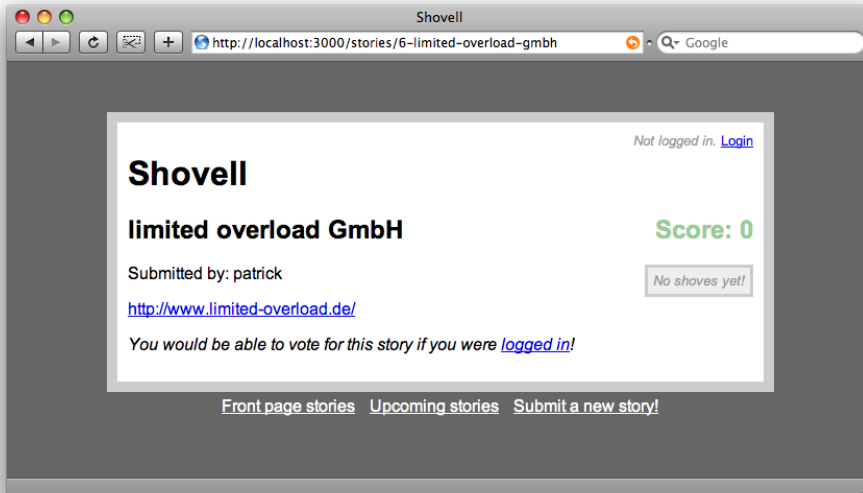 Shovell
http://localhost:3000/stories/6-limited-overload-gmbh
Google
Not logged in. Login
Shovell
limited overload GmbH
Score: 0
Submitted by: patrick
No shoves yet!
http://www.limited-overload.de/
You would be able to vote for this story if you were logged in!
Front page stories Upcoming stories Submit a new story!